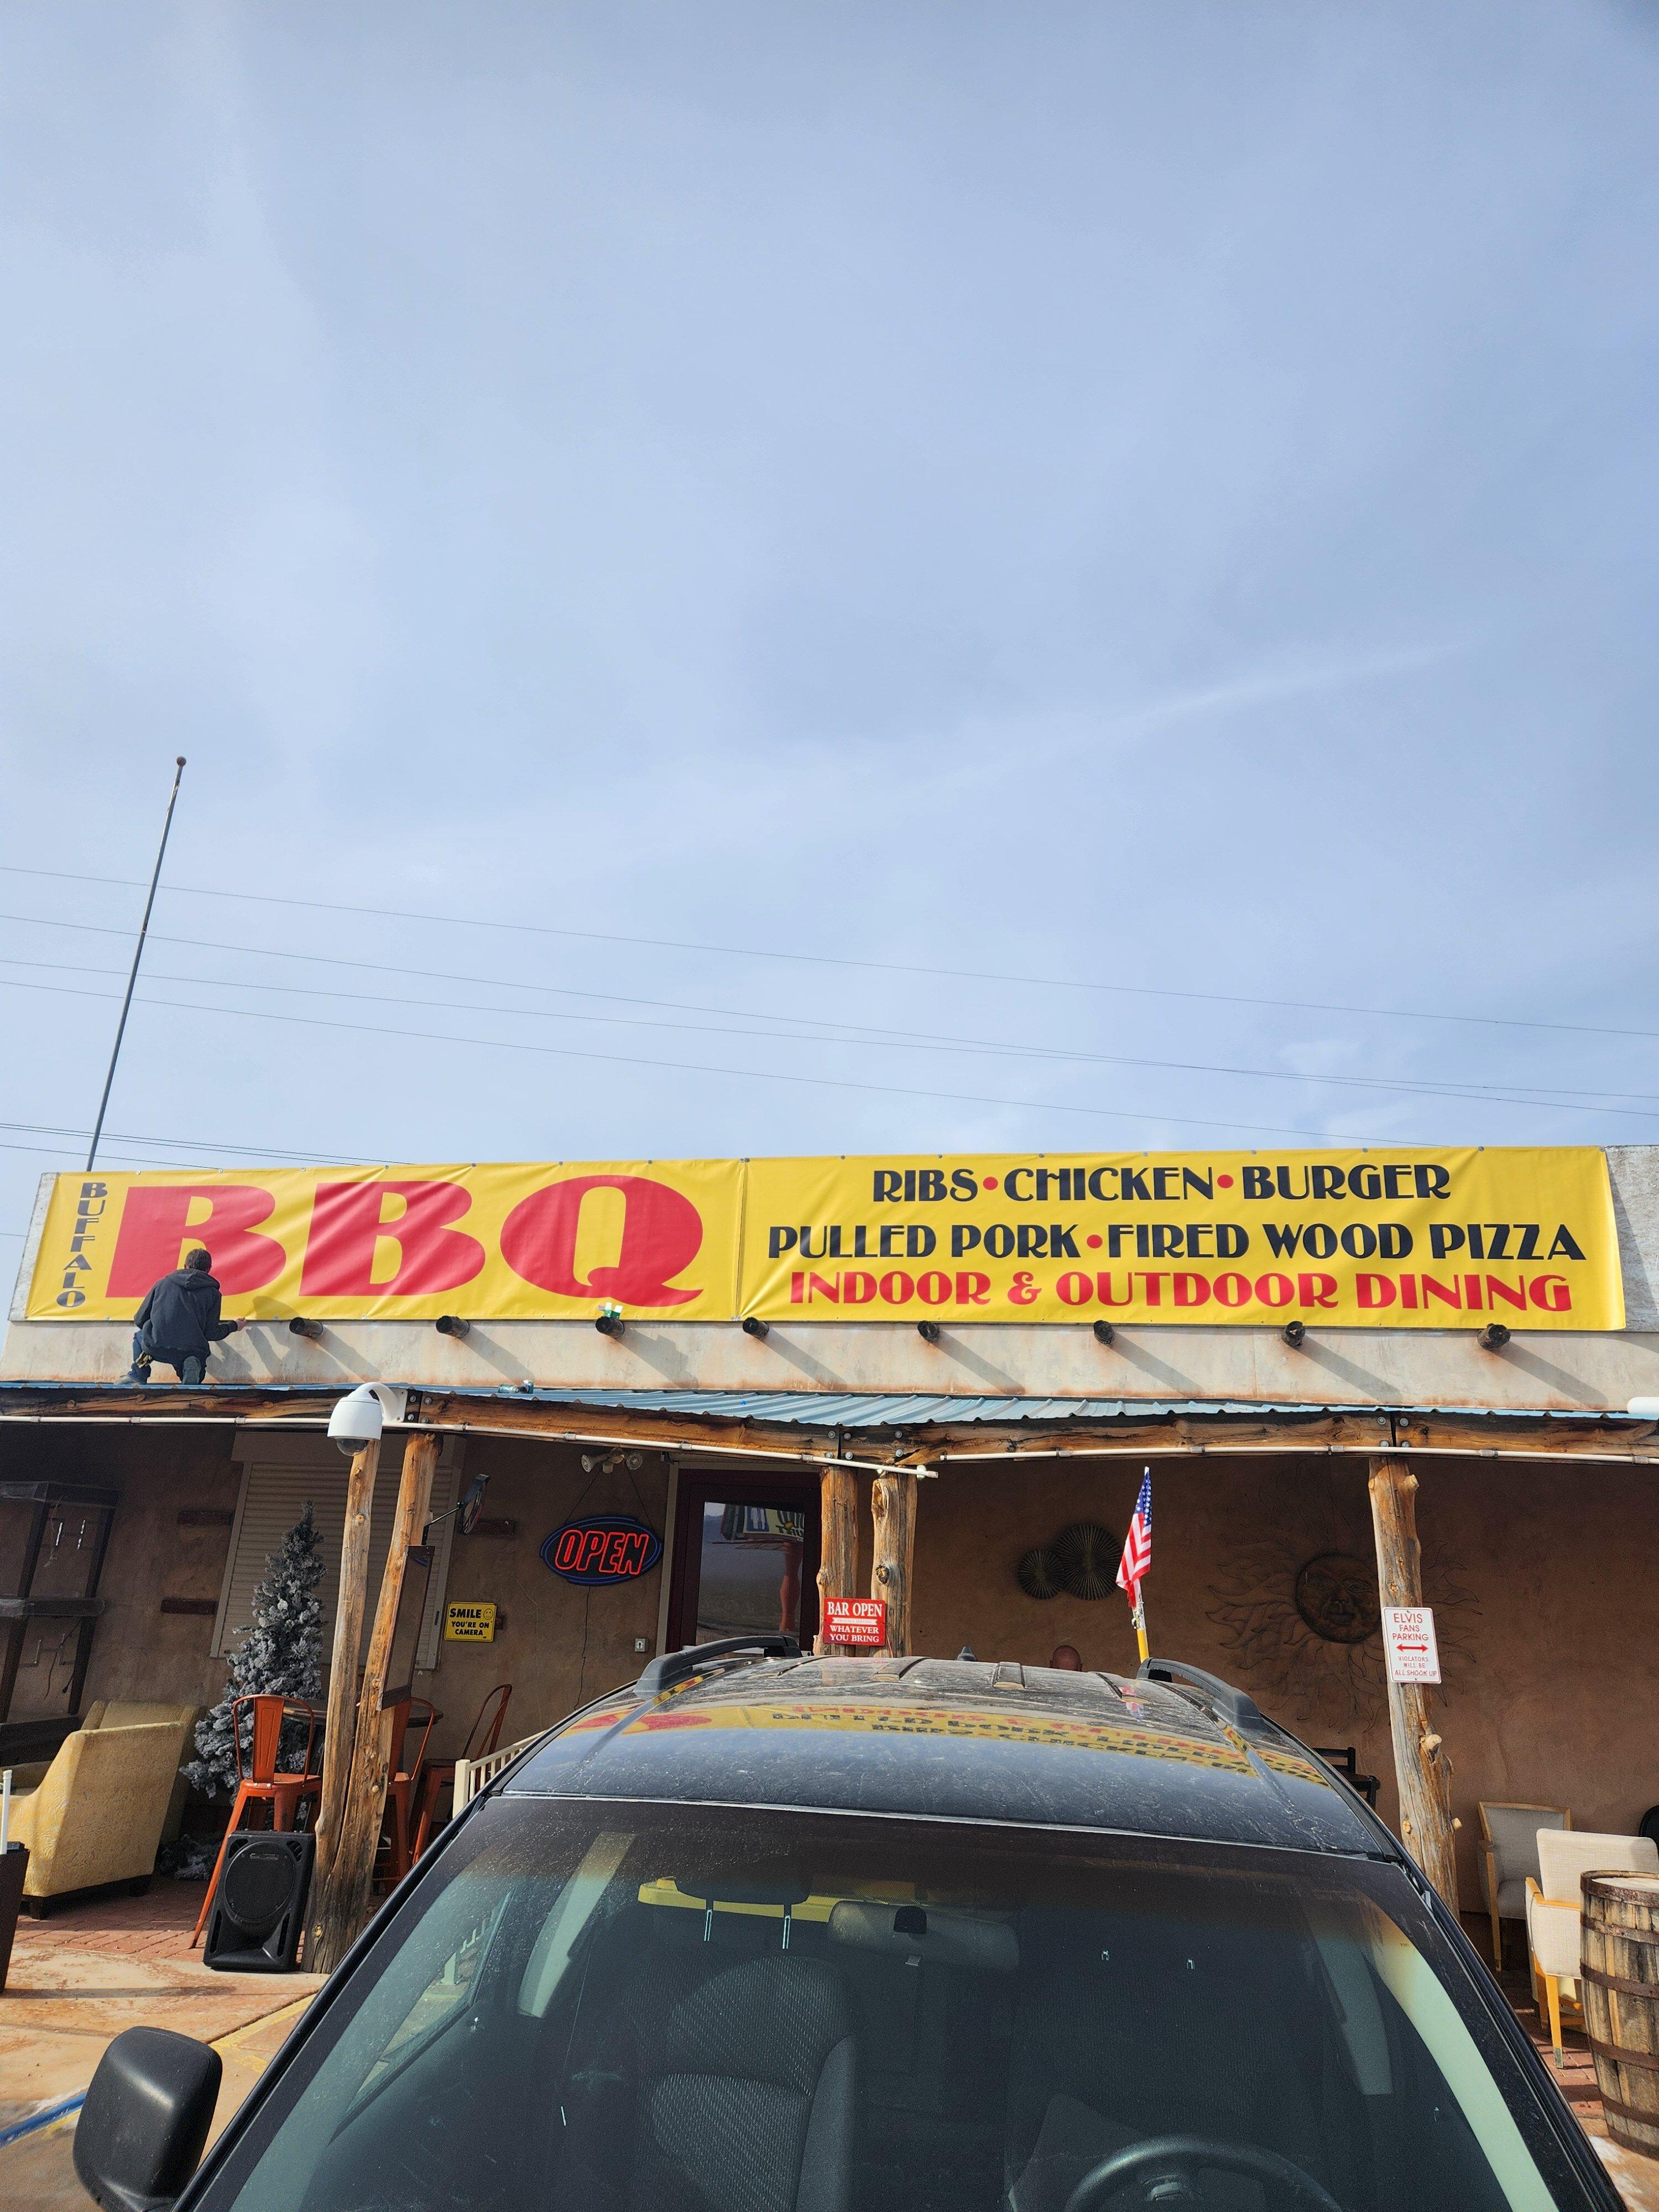 BUFFALO
BBQ
RIBS•CHICKEN•BURGER
PULLED PORK•FIRED WOOD PIZZA
INDOOR & OUTDOOR DINING
OPEN
SMILE
YOU'RE ON
CAMERA
BAR OPEN
WHATEVER
YOU BRING
ELVIS
FANS
PARKING
VIOLATORS
WILL BE
ALL SHOOK UP